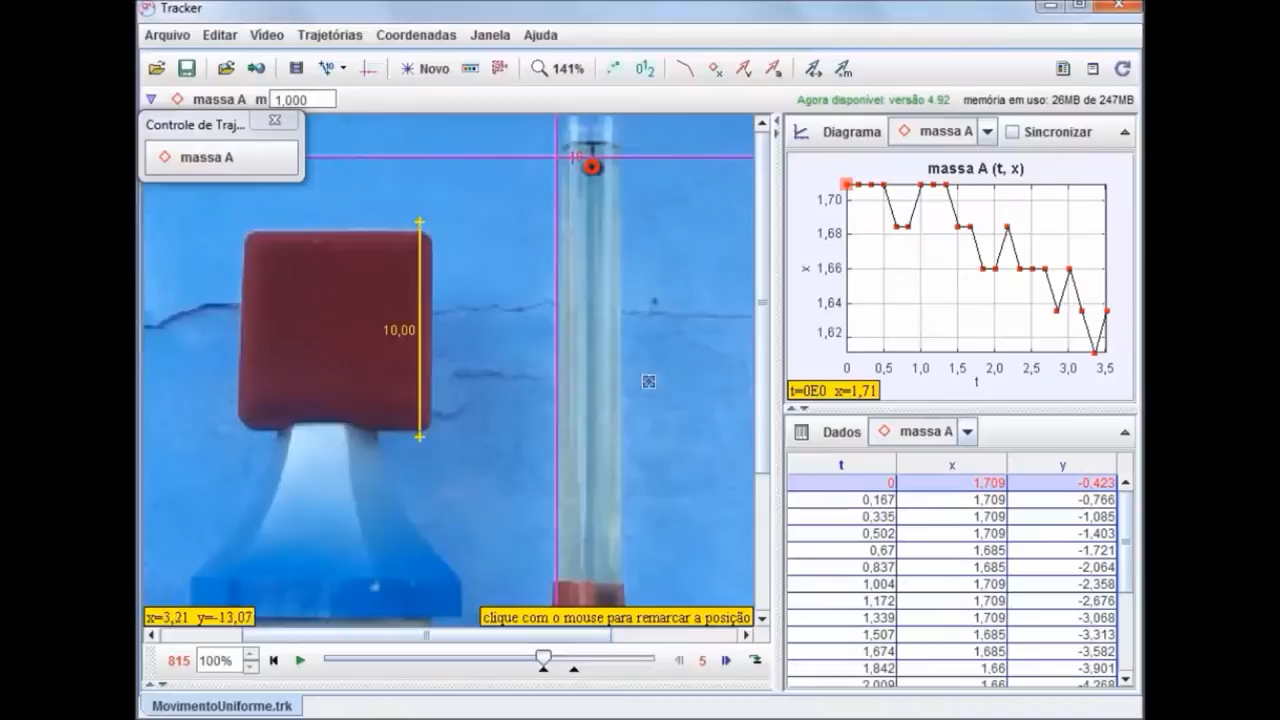 Tracker
Arquivo Editar Vídeo Trajetórias Coordenadas Janela Ajuda
Novo 141%
massa A m 1,000
Agora disponível: versão 4.92 memória em uso: 26MB de 247MB
Controle de Traj...
massa A
10,00
x=3,21 y=-13,07
clique com o mouse para remarcar a posição
815 100% 5
MovimentoUniforme.trk
Diagrama massa A Sincronizar
massa A (t, x)
1,70
1,68
x 1,66
1,64
1,62
0 0,5 1,0 1,5 2,0 2,5 3,0 3,5
t
t=0E0 x=1,71
Dados massa A
t x y
0 1,709 -0,423
0,167 1,709 -0,766
0,335 1,709 -1,085
0,502 1,709 -1,403
0,67 1,685 -1,721
0,837 1,685 -2,064
1,004 1,709 -2,358
1,172 1,709 -2,676
1,339 1,709 -3,068
1,507 1,685 -3,313
1,674 1,685 -3,582
1,842 1,66 -3,901
2,009 1,66 -4,268